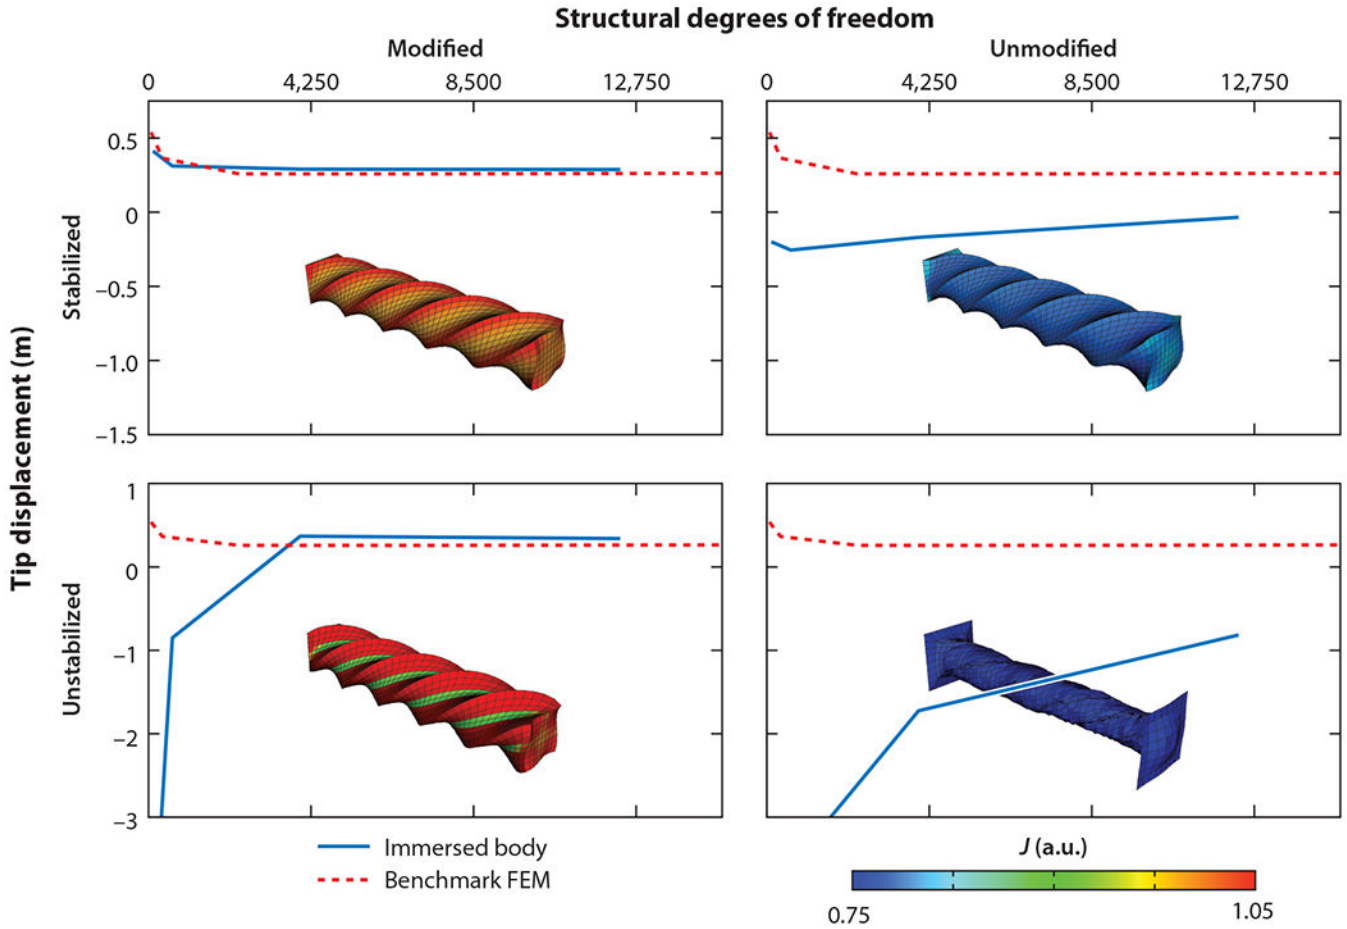 Structural degrees of freedom
Modified
Unmodified
0 4,250 8,500 12,750
0 4,250 8,500 12,750
Tip displacement (m)
Stabilized
0.5
0
−0.5
−1.0
−1.5
Unstabilized
1
0
−1
−2
−3
Immersed body
Benchmark FEM
J (a.u.)
0.75 1.05